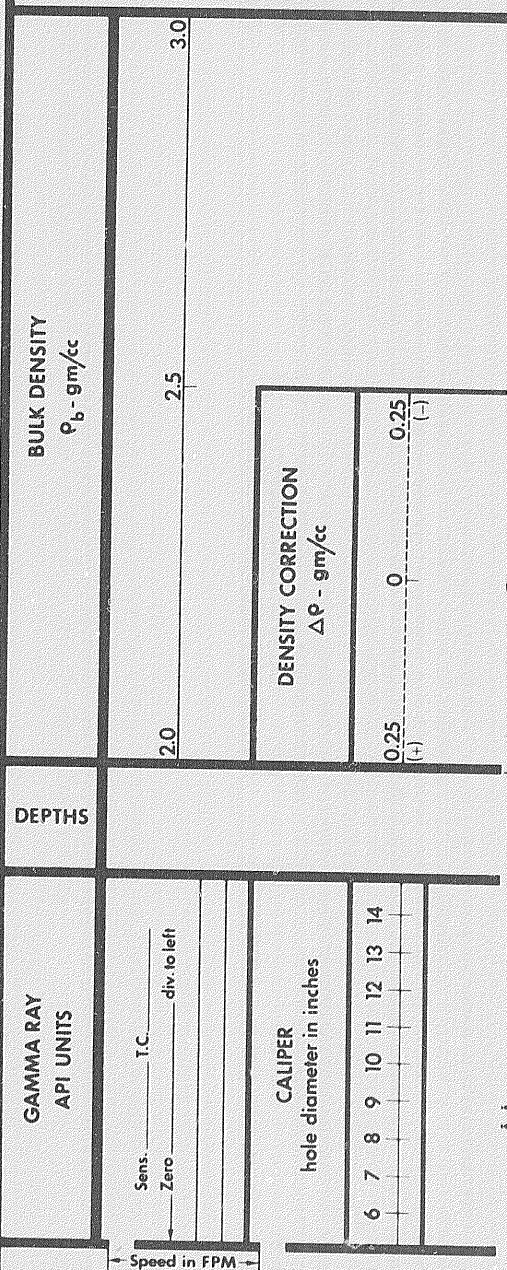 GAMMA RAY
API UNITS
DEPTHS
BULK DENSITY
ρb - gm/cc
Sens. T.C.
Zero div. to left
Speed in FPM
2.0 2.5 3.0
CALIPER
hole diameter in inches
6 7 8 9 10 11 12 13 14
DENSITY CORRECTION
Δρ - gm/cc
0.25 0 0.25
(+) (-)